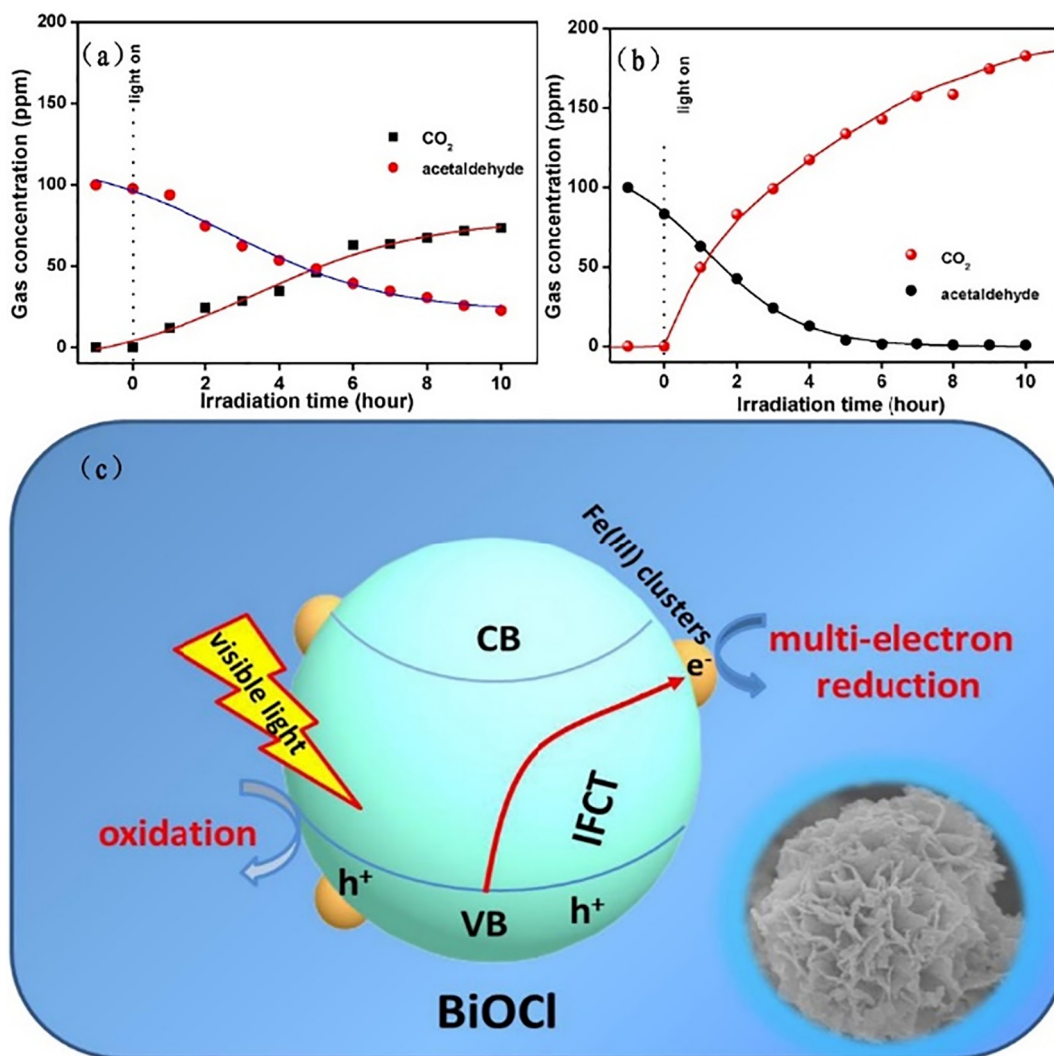 (a)
light on
Gas concentration (ppm)
200
150
100
50
0
CO₂
acetaldehyde
0 2 4 6 8 10
Irradiation time (hour)
(b)
light on
Gas concentration (ppm)
200
150
100
50
0
CO₂
acetaldehyde
0 2 4 6 8 10
Irradiation time (hour)
(c)
Fe(III) clusters
CB
e⁻
multi-electron
reduction
visible light
IFCT
oxidation
h⁺
VB
h⁺
BiOCl